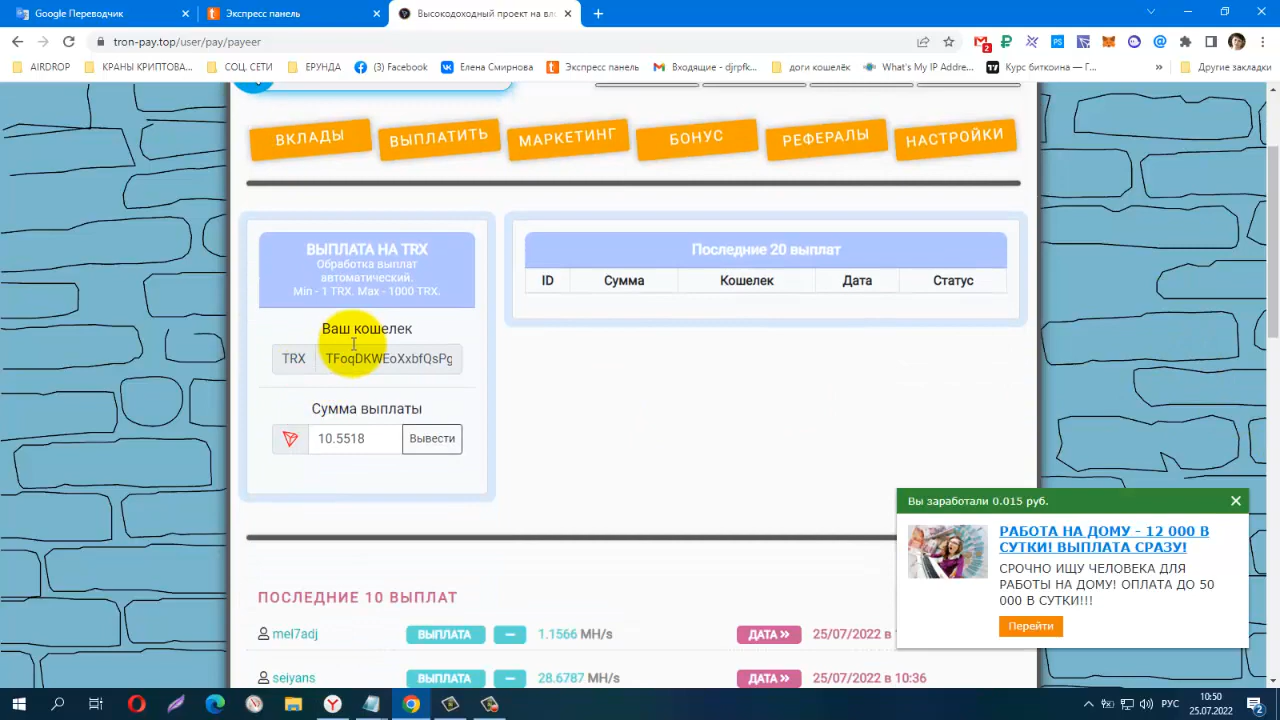 Google Переводчик
Экспресс панель
Высокодоходный проект на вло
tron-pay.top/user/pay/payeer
2
PS
AIRDROP
КРАНЫ КРИПТОВА...
СОЦ. СЕТИ
ЕРУНДА
(3) Facebook
Елена Смирнова
Экспресс панель
Входящие - djrpfk...
доги кошелёк
What's My IP Addre...
Курс биткоина — Г...
»
Другие закладки
ВКЛАДЫ
ВЫПЛАТИТЬ
МАРКЕТИНГ
БОНУС
РЕФЕРАЛЫ
НАСТРОЙКИ
ВЫПЛАТА НА TRX
Обработка выплат
автоматический.
Min - 1 TRX. Max - 1000 TRX.
Ваш кошелек
TRX TFoqDKWEoXxbfQsPg
Сумма выплаты
10.5518 Вывести
Последние 20 выплат
ID Сумма Кошелек Дата Статус
Вы заработали 0.015 руб.
РАБОТА НА ДОМУ - 12 000 В
СУТКИ! ВЫПЛАТА СРАЗУ!
СРОЧНО ИЩУ ЧЕЛОВЕКА ДЛЯ
РАБОТЫ НА ДОМУ! ОПЛАТА ДО 50
000 В СУТКИ!!!
Перейти
ПОСЛЕДНИЕ 10 ВЫПЛАТ
mel7adj ВЫПЛАТА — 1.1566 MH/s ДАТА » 25/07/2022 в
seiyans ВЫПЛАТА — 28.6787 MH/s ДАТА » 25/07/2022 в 10:36
РУС
10:50
25.07.2022
2